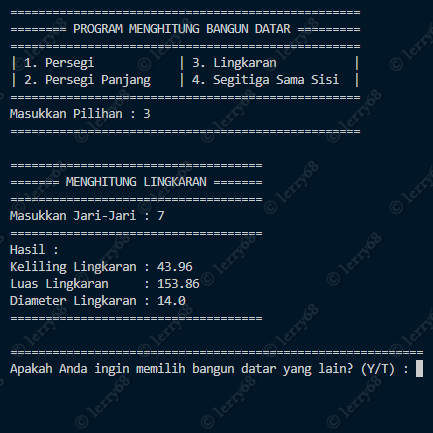 ==================================================
======== PROGRAM MENGHITUNG BANGUN DATAR =========
==================================================
| 1. Persegi            | 3. Lingkaran           |
| 2. Persegi Panjang    | 4. Segitiga Sama Sisi  |
==================================================
Masukkan Pilihan : 3
==================================================

====================================
======= MENGHITUNG LINGKARAN =======
====================================
Masukkan Jari-Jari : 7
====================================
Hasil :
Keliling Lingkaran : 43.96
Luas Lingkaran     : 153.86
Diameter Lingkaran : 14.0
====================================

===========================================================
Apakah Anda ingin memilih bangun datar yang lain? (Y/T) :
© lerry68